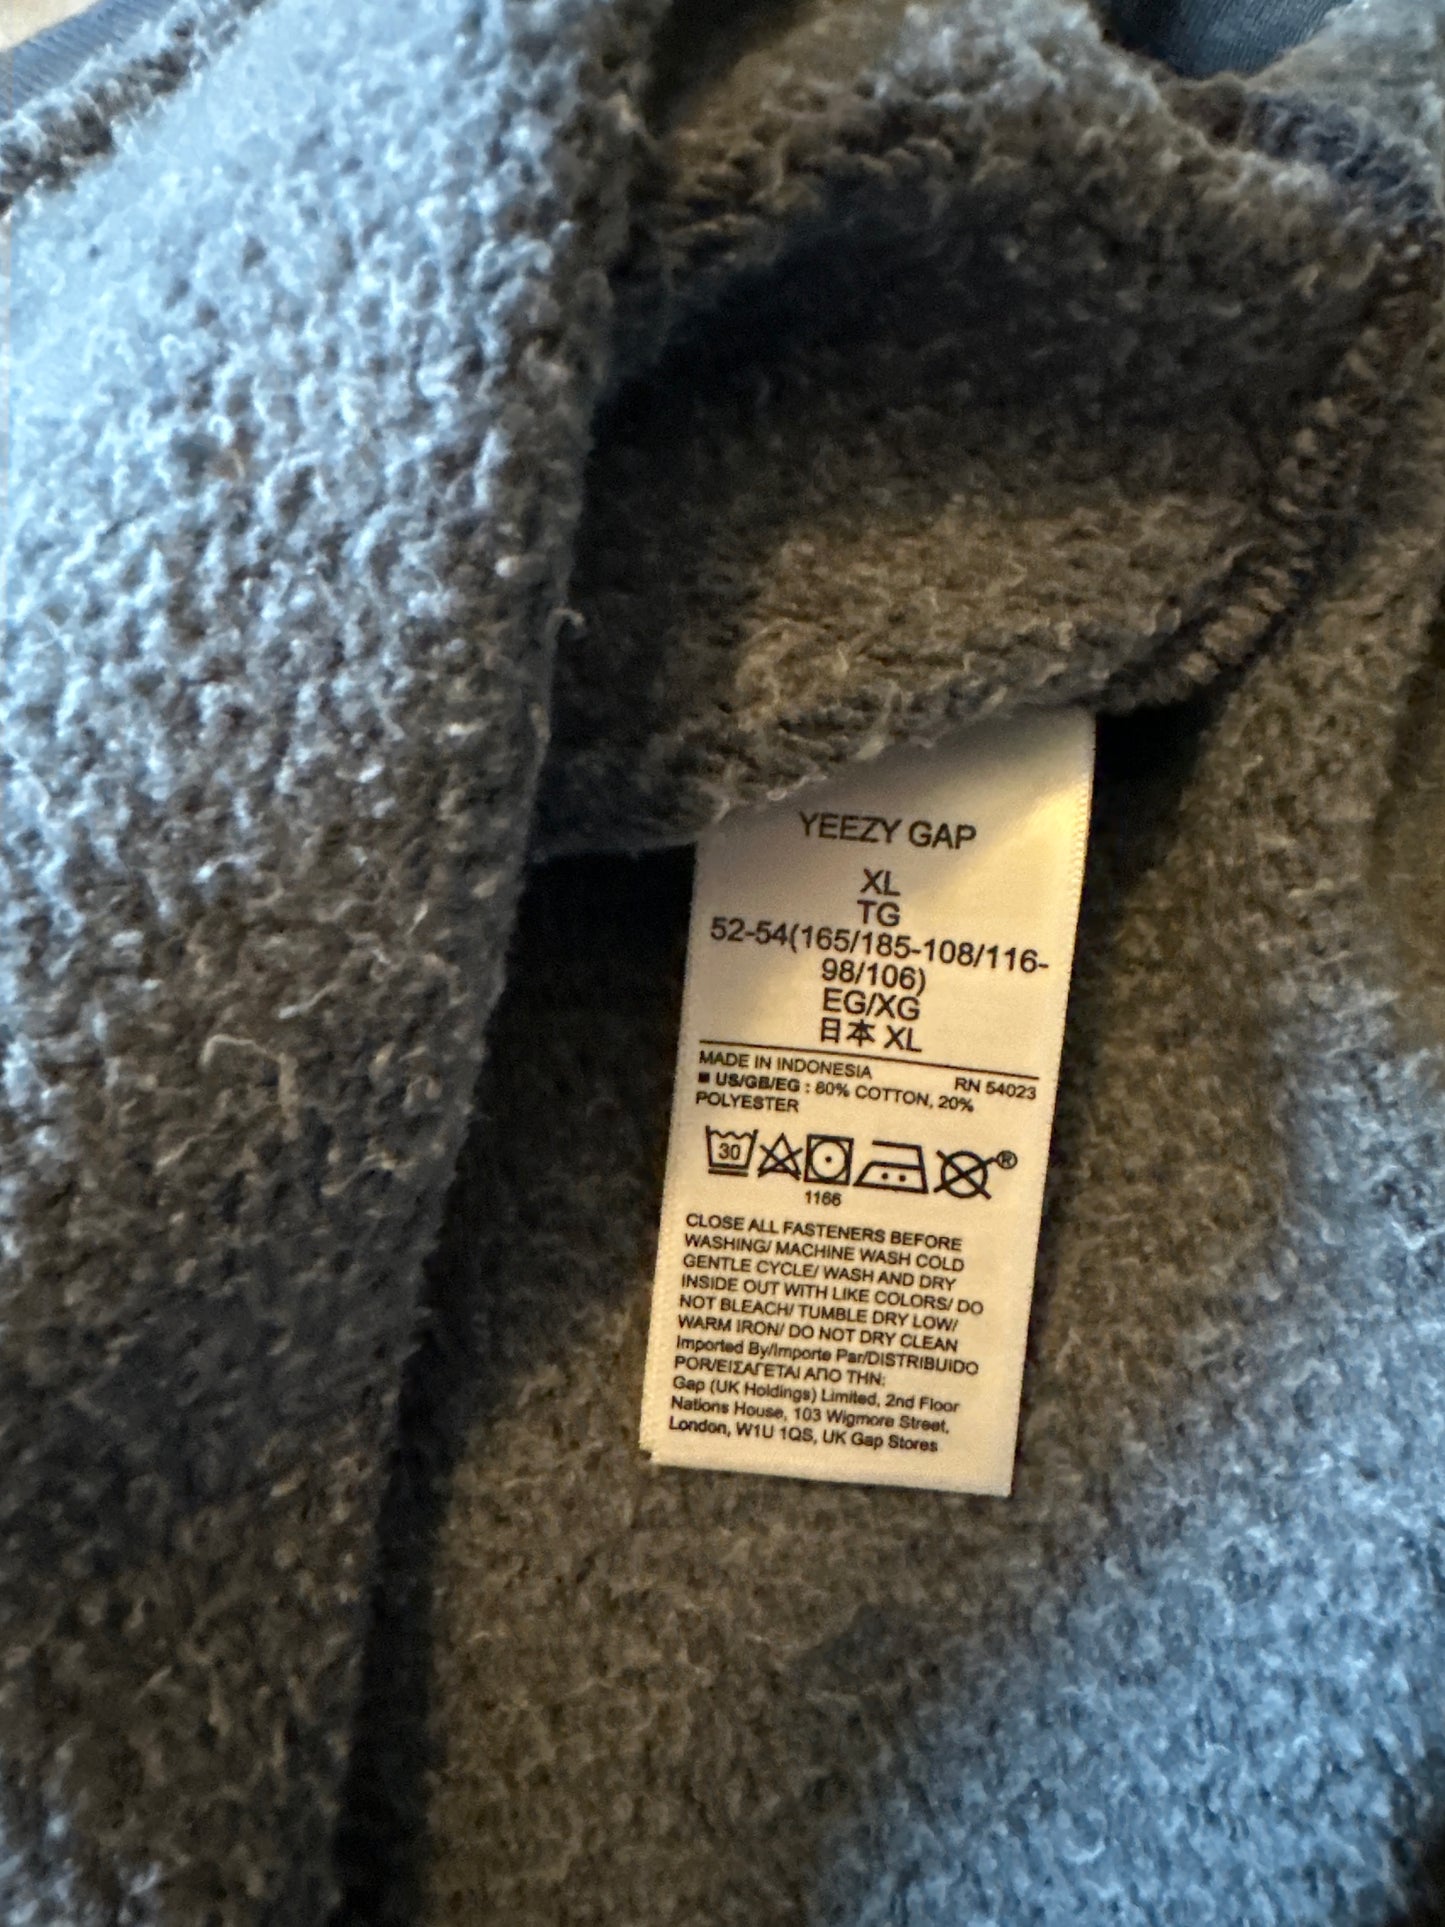 YEEZY GAP
XL
TG
52-54(165/185-108/116-
98/106)
EG/XG
日本 XL
MADE IN INDONESIA RN 54023
■ US/GB/EG : 80% COTTON, 20%
POLYESTER
30
®
1166
CLOSE ALL FASTENERS BEFORE
WASHING/ MACHINE WASH COLD
GENTLE CYCLE/ WASH AND DRY
INSIDE OUT WITH LIKE COLORS/ DO
NOT BLEACH/ TUMBLE DRY LOW/
WARM IRON/ DO NOT DRY CLEAN
Imported By/Importe Par/DISTRIBUIDO
POR/ΕΙΣΑΓΕΤΑΙ ΑΠΟ ΤΗΝ:
Gap (UK Holdings) Limited, 2nd Floor
Nations House, 103 Wigmore Street,
London, W1U 1QS, UK Gap Stores